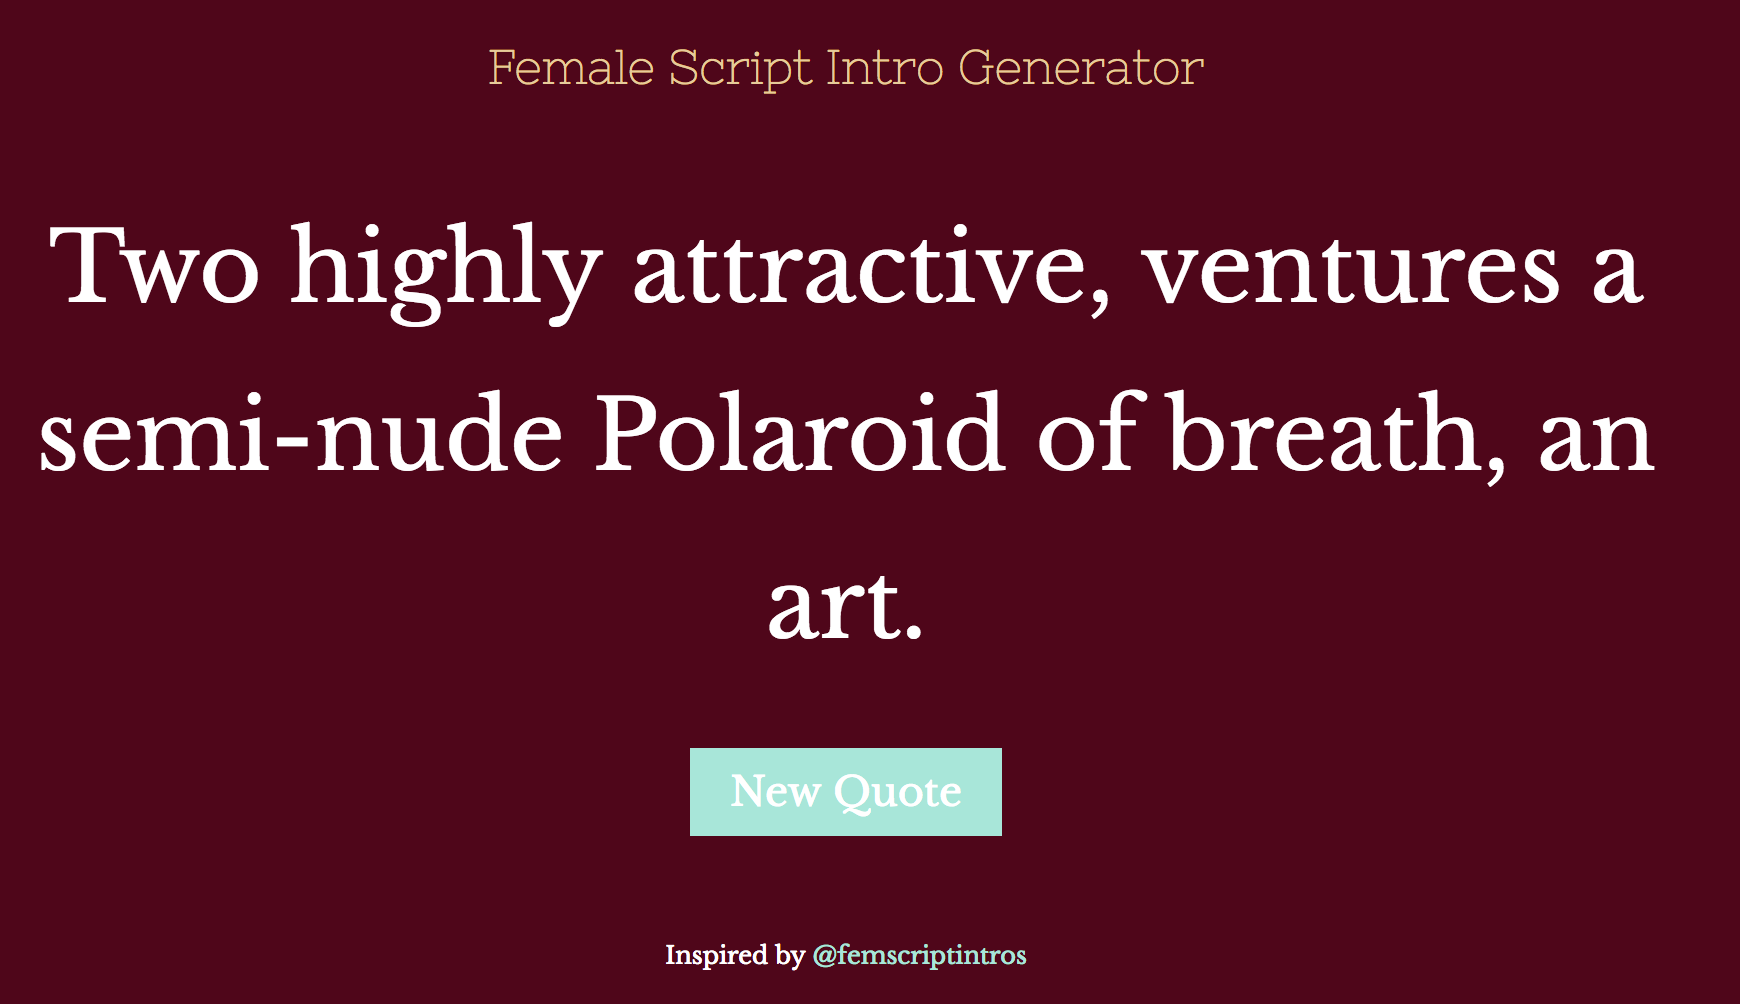 Female Script Intro Generator
Two highly attractive, ventures a
semi-nude Polaroid of breath, an
art.
New Quote
Inspired by @femscriptintros